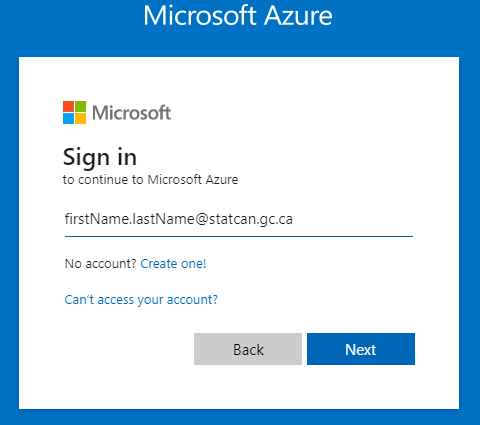 Microsoft Azure
Microsoft
Sign in
to continue to Microsoft Azure
firstName.lastName@statcan.gc.ca
No account? Create one!
Can't access your account?
Back Next